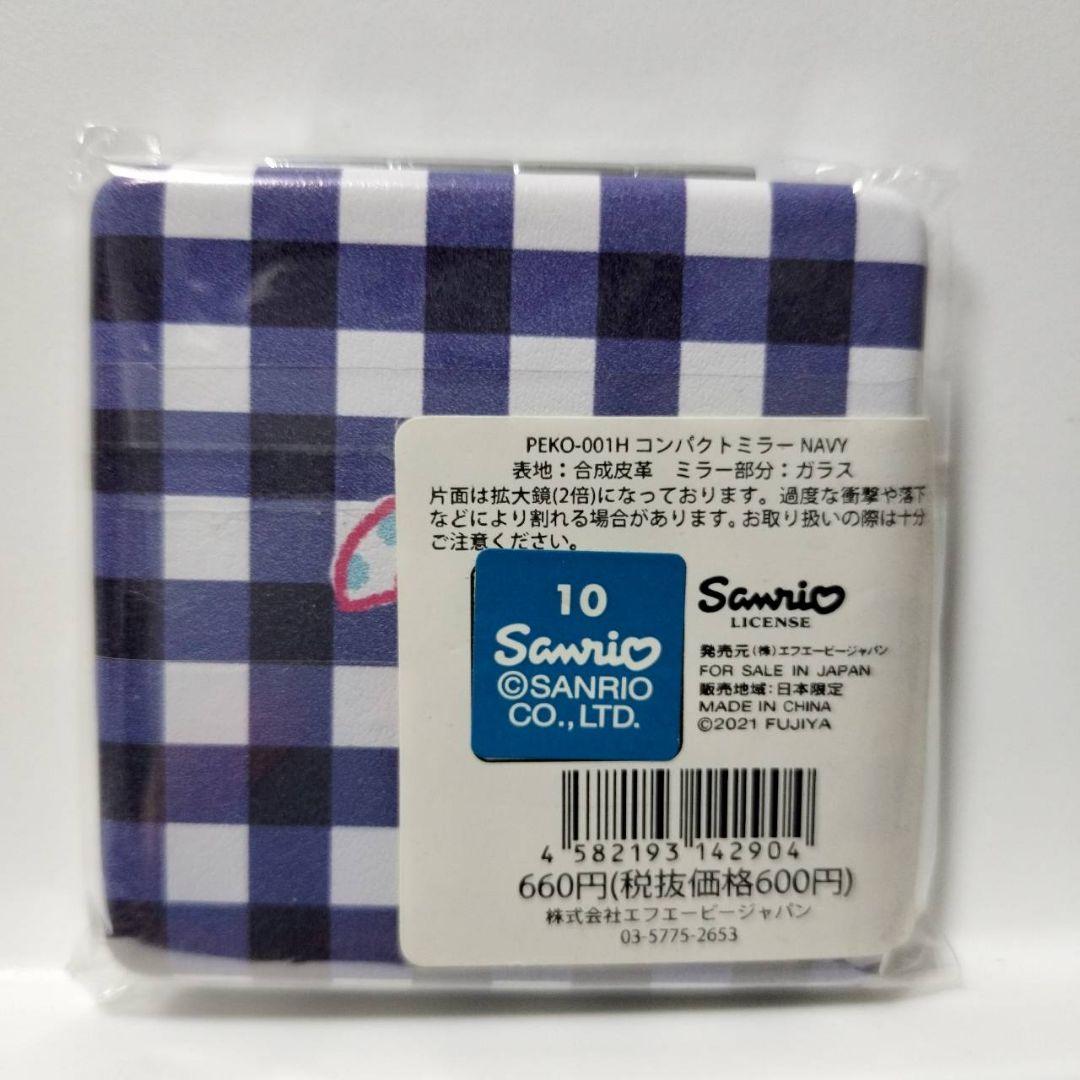 PEKO-001H コンパクトミラー NAVY
表地：合成皮革　ミラー部分：ガラス
片面は拡大鏡(2倍)になっております。過度な衝撃や落下
などにより割れる場合があります。お取り扱いの際は十分
ご注意ください。
10
Sanrio
©SANRIO
CO.,LTD.
Sanrio
LICENSE
発売元（株）エフエービージャパン
FOR SALE IN JAPAN
販売地域：日本限定
MADE IN CHINA
©2021 FUJIYA
4 582193 142904
660円(税抜価格600円)
株式会社エフエービージャパン
03-5775-2653